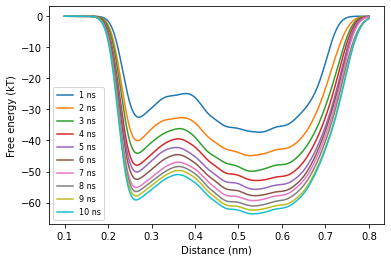 0
−10
−20
−30
−40
−50
−60
Free energy (kT)
1 ns
2 ns
3 ns
4 ns
5 ns
6 ns
7 ns
8 ns
9 ns
10 ns
0.1 0.2 0.3 0.4 0.5 0.6 0.7 0.8
Distance (nm)